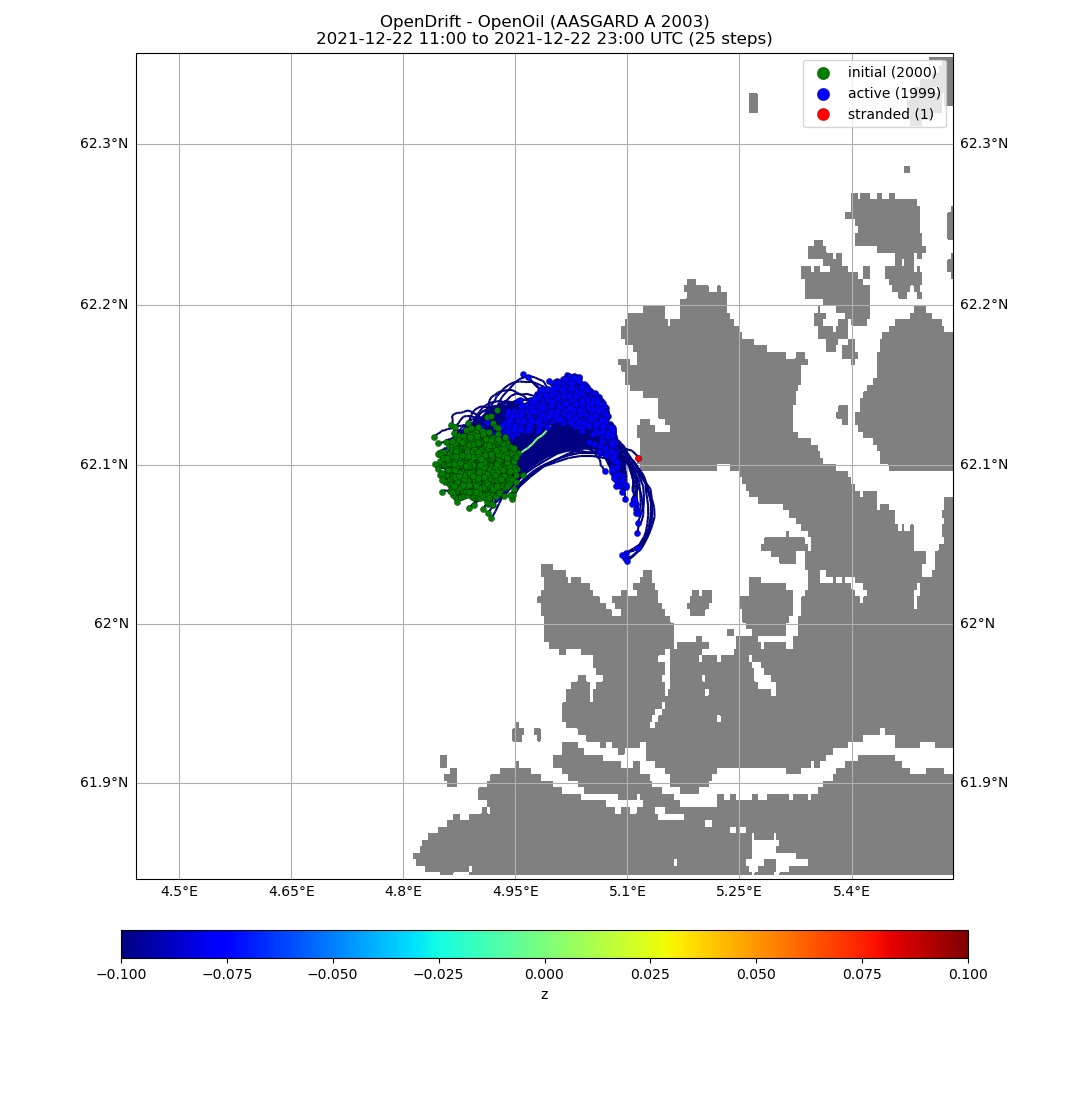 OpenDrift - OpenOil (AASGARD A 2003)
2021-12-22 11:00 to 2021-12-22 23:00 UTC (25 steps)
initial (2000)
active (1999)
stranded (1)
62.3°N 62.3°N
62.2°N 62.2°N
62.1°N 62.1°N
62°N 62°N
61.9°N 61.9°N
4.5°E 4.65°E 4.8°E 4.95°E 5.1°E 5.25°E 5.4°E
−0.100 −0.075 −0.050 −0.025 0.000 0.025 0.050 0.075 0.100
z